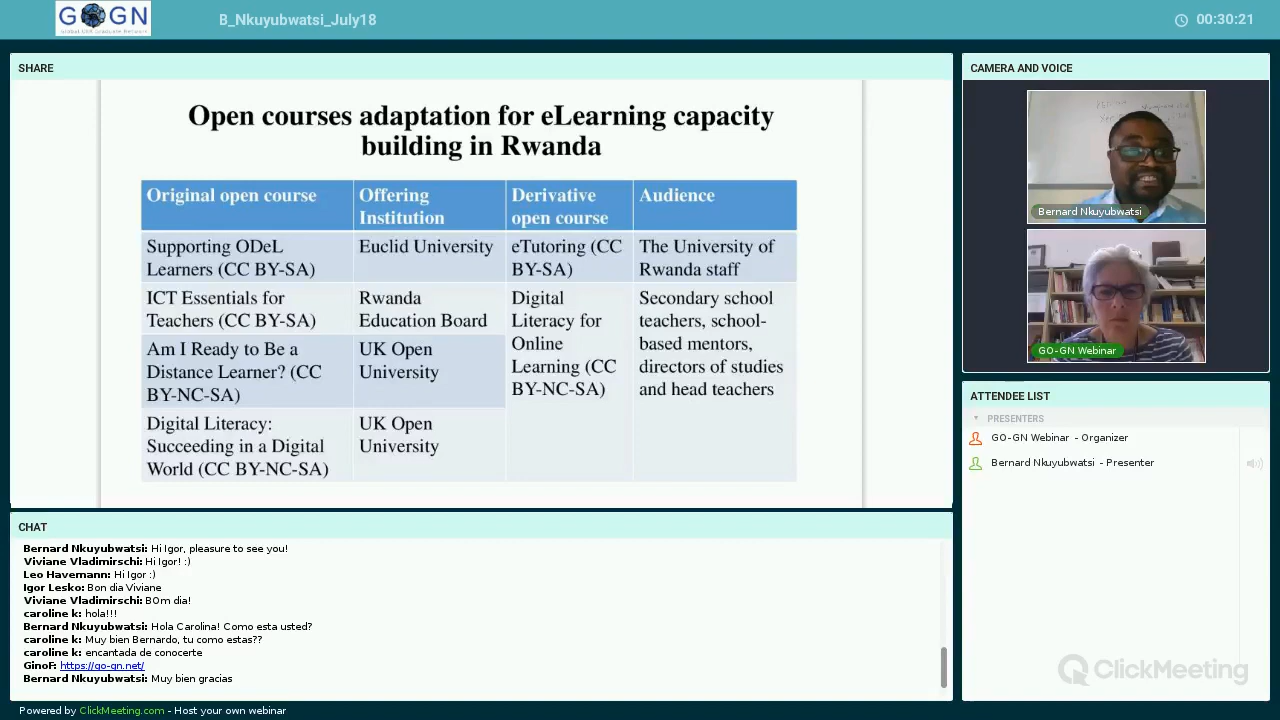 GO-GN
Global OER Graduate Network
B_Nkuyubwatsi_July18
00:30:21
SHARE
Open courses adaptation for eLearning capacity
building in Rwanda
Original open course
Offering
Institution
Derivative
open course
Audience
Supporting ODeL
Learners (CC BY-SA)
Euclid University
eTutoring (CC
BY-SA)
The University of
Rwanda staff
ICT Essentials for
Teachers (CC BY-SA)
Rwanda
Education Board
Digital
Literacy for
Online
Learning (CC
BY-NC-SA)
Secondary school
teachers, school-
based mentors,
directors of studies
and head teachers
Am I Ready to Be a
Distance Learner? (CC
BY-NC-SA)
UK Open
University
Digital Literacy:
Succeeding in a Digital
World (CC BY-NC-SA)
UK Open
University
CAMERA AND VOICE
Bernard Nkuyubwatsi
GO-GN Webinar
ATTENDEE LIST
PRESENTERS
GO-GN Webinar - Organizer
Bernard Nkuyubwatsi - Presenter
ClickMeeting
CHAT
Bernard Nkuyubwatsi: Hi Igor, pleasure to see you!
Viviane Vladimirschi: Hi Igor! :)
Leo Havemann: Hi Igor :)
Igor Lesko: Bon dia Viviane
Viviane Vladimirschi: BOm dia!
caroline k: hola!!!
Bernard Nkuyubwatsi: Hola Carolina! Como esta usted?
caroline k: Muy bien Bernardo, tu como estas??
caroline k: encantada de conocerte
GinoF: https://go-gn.net/
Bernard Nkuyubwatsi: Muy bien gracias
Powered by ClickMeeting.com - Host your own webinar